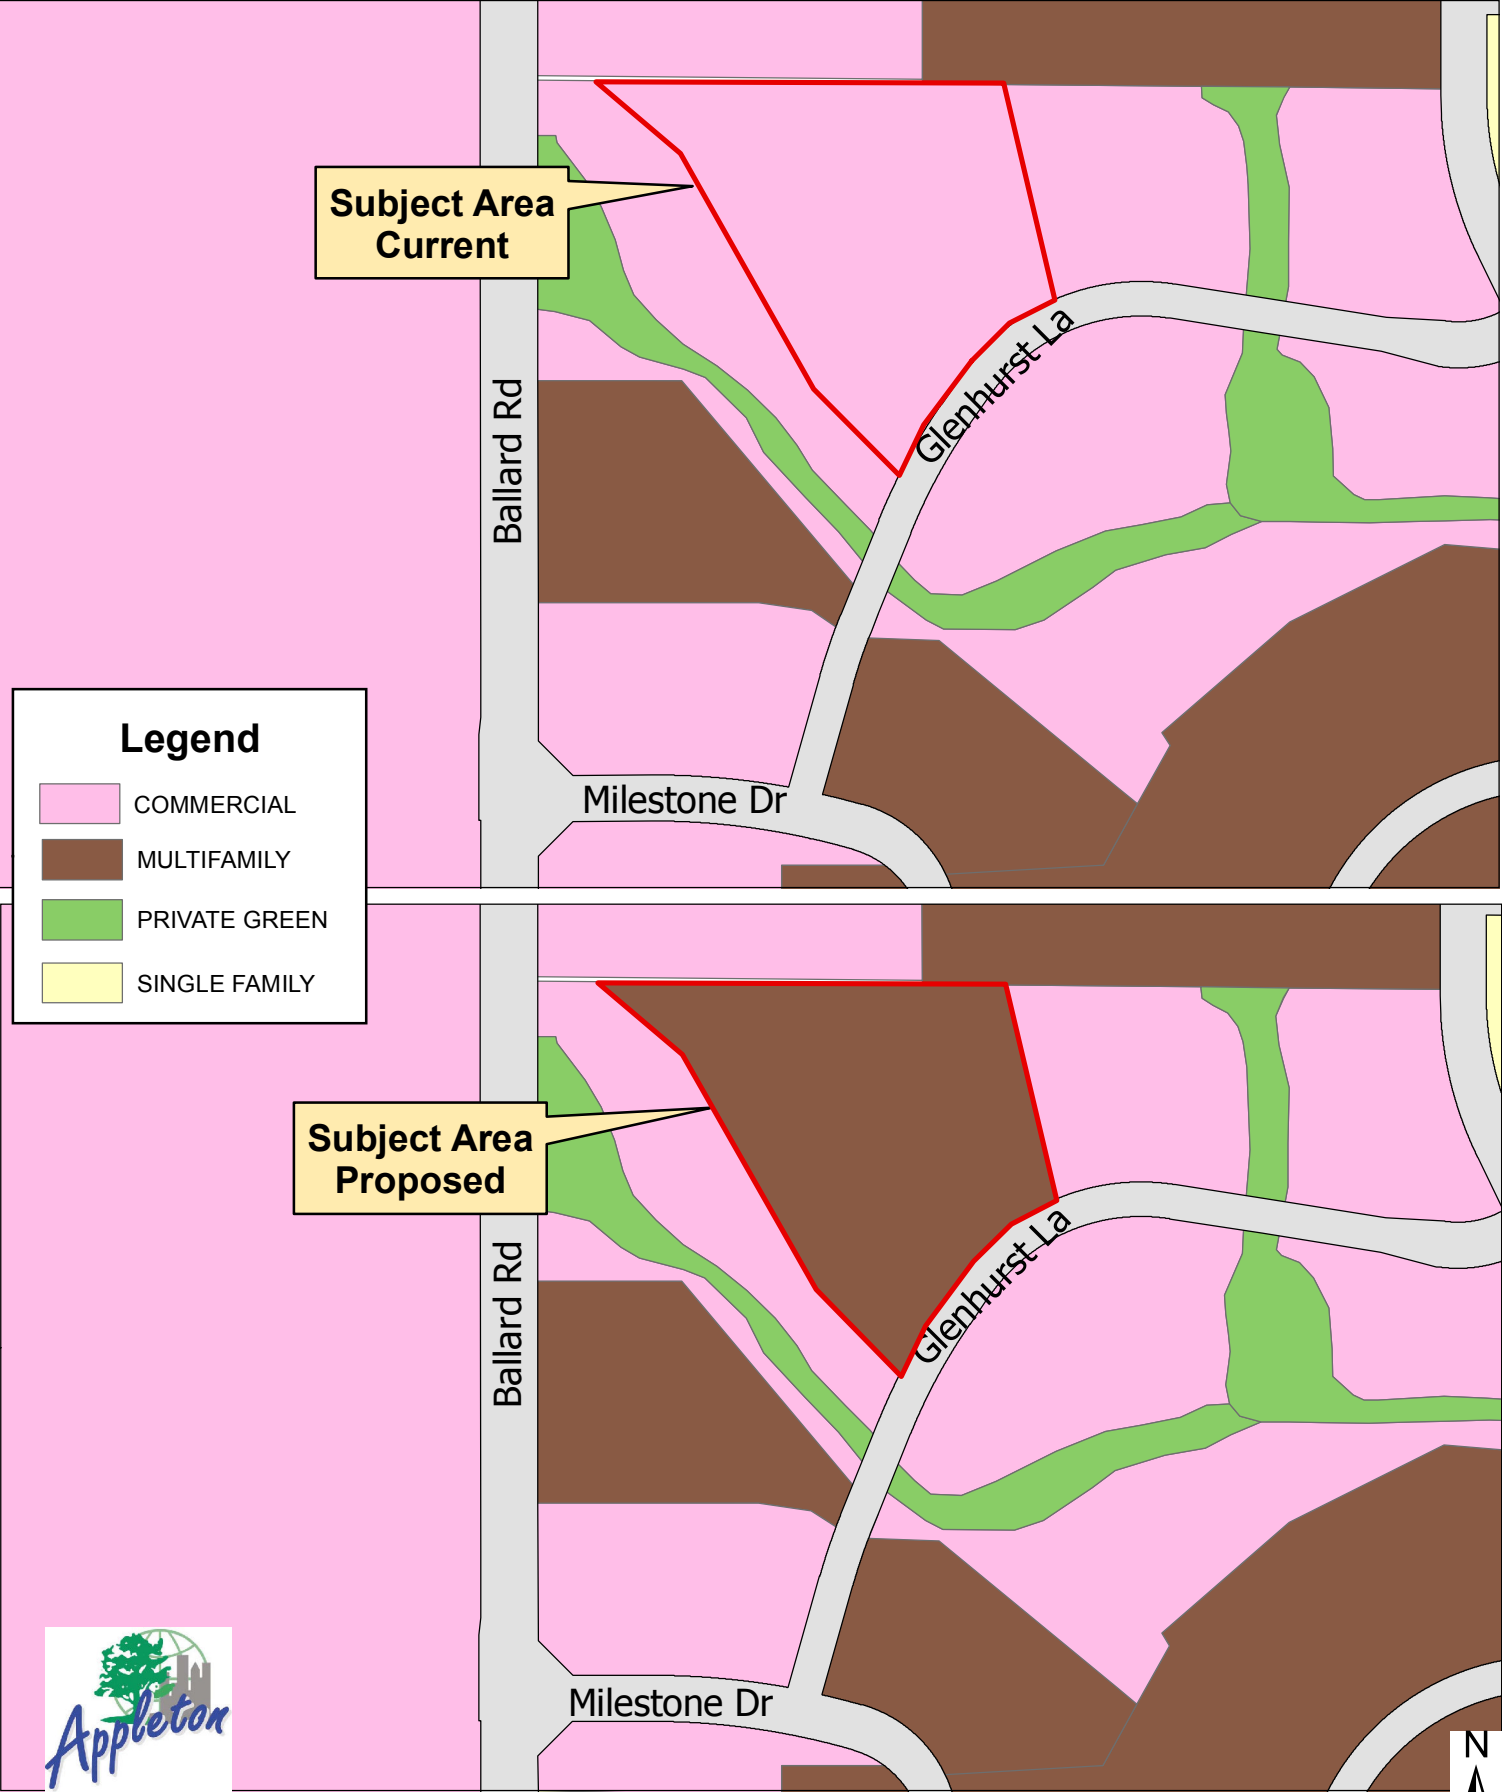 Subject Area
Current
Ballard Rd
Glenhurst La
Milestone Dr
Legend
COMMERCIAL
MULTIFAMILY
PRIVATE GREEN
SINGLE FAMILY
Subject Area
Proposed
Ballard Rd
Glenhurst La
Milestone Dr
Appleton
N